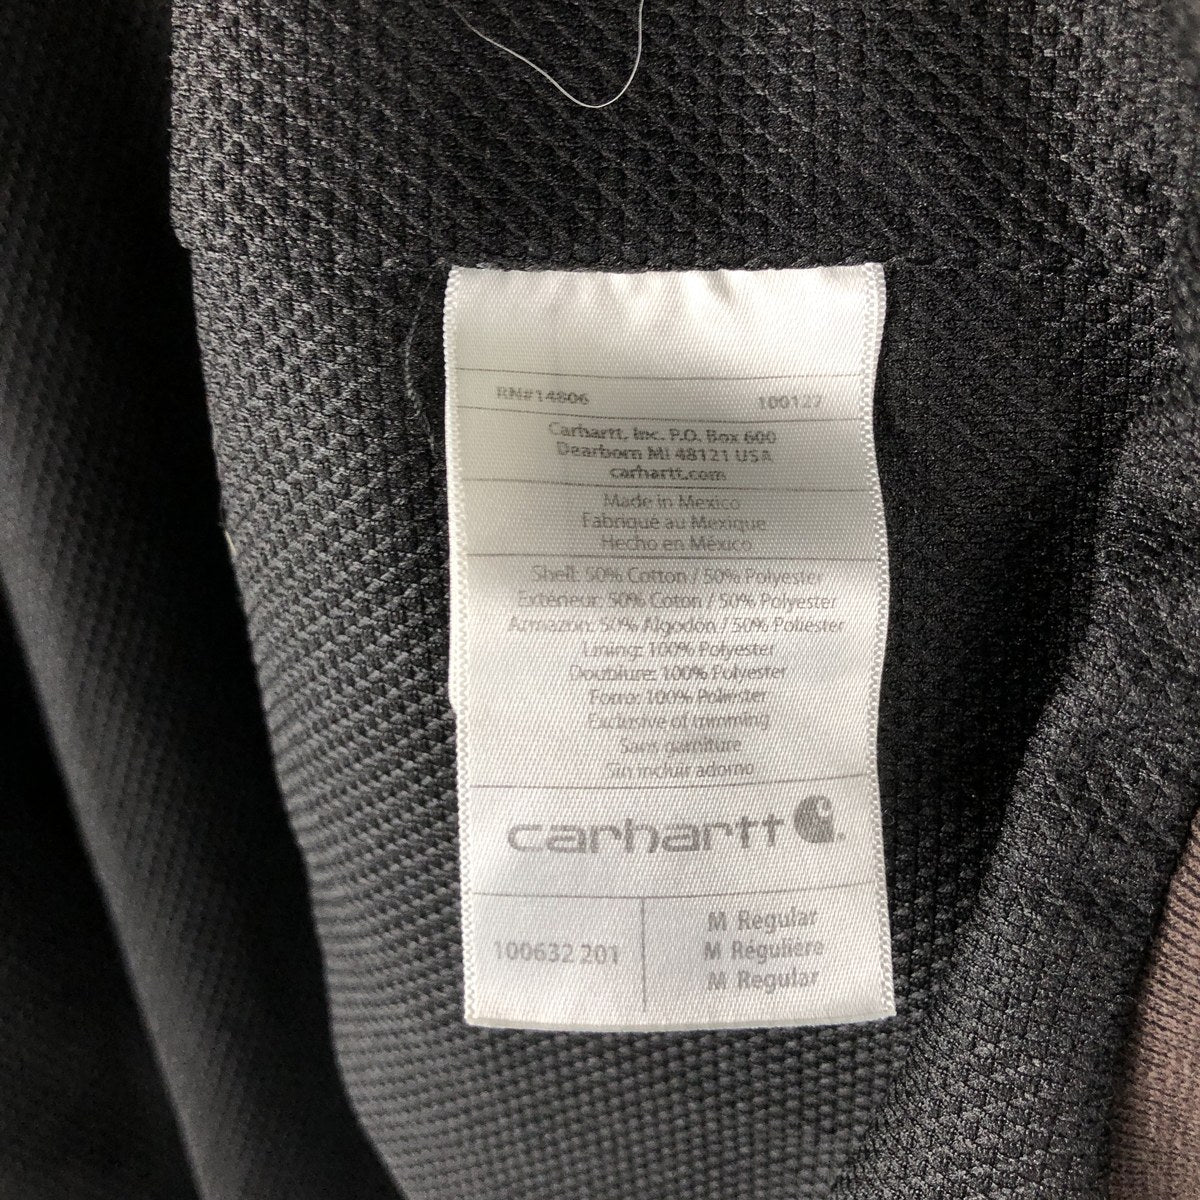 RN#14806 100127
Carhartt, Inc. P.O. Box 600
Dearborn MI 48121 USA
carhartt.com
Made in Mexico
Fabriqué au Mexique
Hecho en México
Shell: 50% Cotton / 50% Polyester
Extérieur: 50% Coton / 50% Polyester
Armazon: 50% Algodon / 50% Poliester
Lining: 100% Polyester
Doublure: 100% Polyester
Forro: 100% Poliester
Exclusive of trimming
Sans garniture
Sin incluir adorno
carhartt
100632 201
M Regular
M Régulière
M Regular